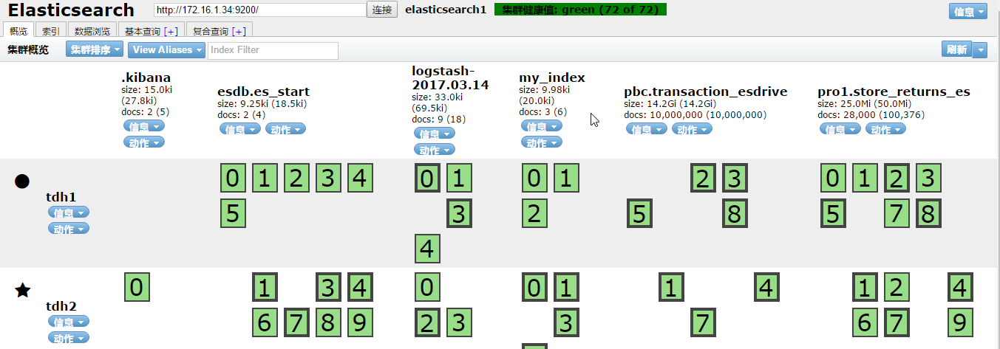 Elasticsearch http://172.16.1.34:9200/ 连接 elasticsearch1 集群健康值: green (72 of 72) 信息
概览 索引 数据浏览 基本查询 [+] 复合查询 [+]
集群概览 集群排序 View Aliases Index Filter 刷新
.kibana
size: 15.0ki
(27.8ki)
docs: 2 (5)
信息
动作
esdb.es_start
size: 9.25ki (18.5ki)
docs: 2 (4)
信息 动作
logstash-
2017.03.14
size: 33.0ki
(69.5ki)
docs: 9 (18)
信息
动作
my_index
size: 9.98ki
(20.0ki)
docs: 3 (6)
信息
动作
pbc.transaction_esdrive
size: 14.2Gi (14.2Gi)
docs: 10,000,000 (10,000,000)
信息 动作
pro1.store_returns_es
size: 25.0Mi (50.0Mi)
docs: 28,000 (100,376)
信息 动作
tdh1
信息
动作
0 1 2 3 4
5
0 1
3
4
0 1
2
2 3
5 8
0 1 2 3
5 7 8
tdh2
信息
动作
0
1 3 4
6 7 8 9
0
2 3
0 1
3
1 4
7
1 2 4
6 7 9